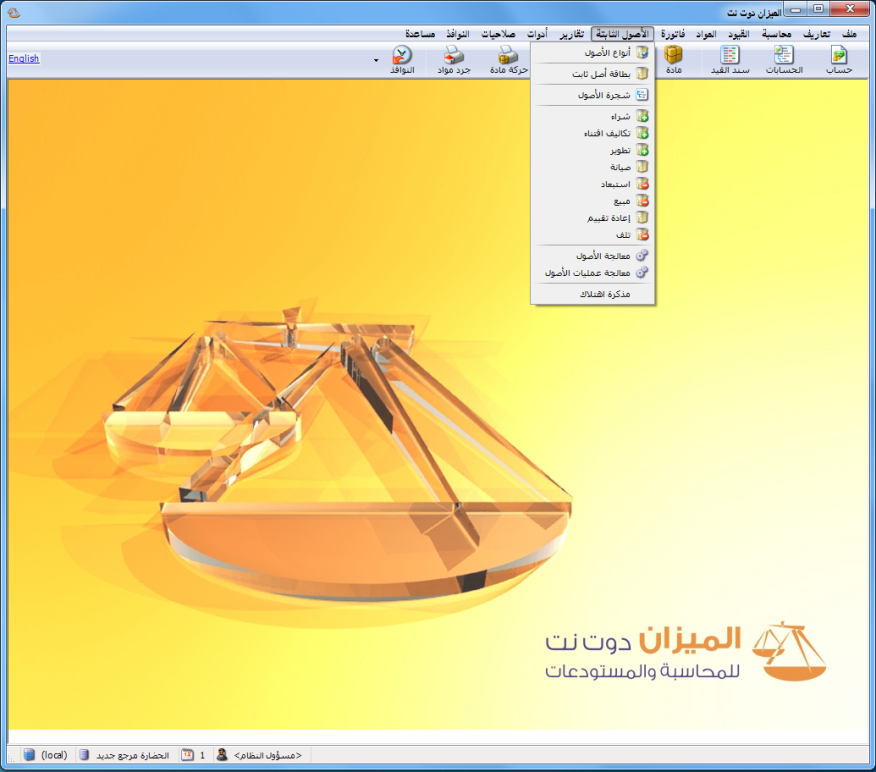 الميزان دوت نت
ملف تعاريف محاسبة القيود المواد فاتورة الأصول الثابتة تقارير أدوات صلاحيات النوافذ مساعدة
حساب الحسابات سند القيد مادة حركة مادة جرد مواد النوافذ
English
أنواع الأصول
بطاقة أصل ثابت
شجرة الأصول
شراء
تكاليف اقتناء
تطوير
صيانة
استبعاد
مبيع
إعادة تقييم
تلف
معالجة الأصول
معالجة عمليات الأصول
مذكرة اهتلاك
الميزان دوت نت
للمحاسبة والمستودعات
<مسؤول النظام> 1 الحضارة مرجع جديد (local)